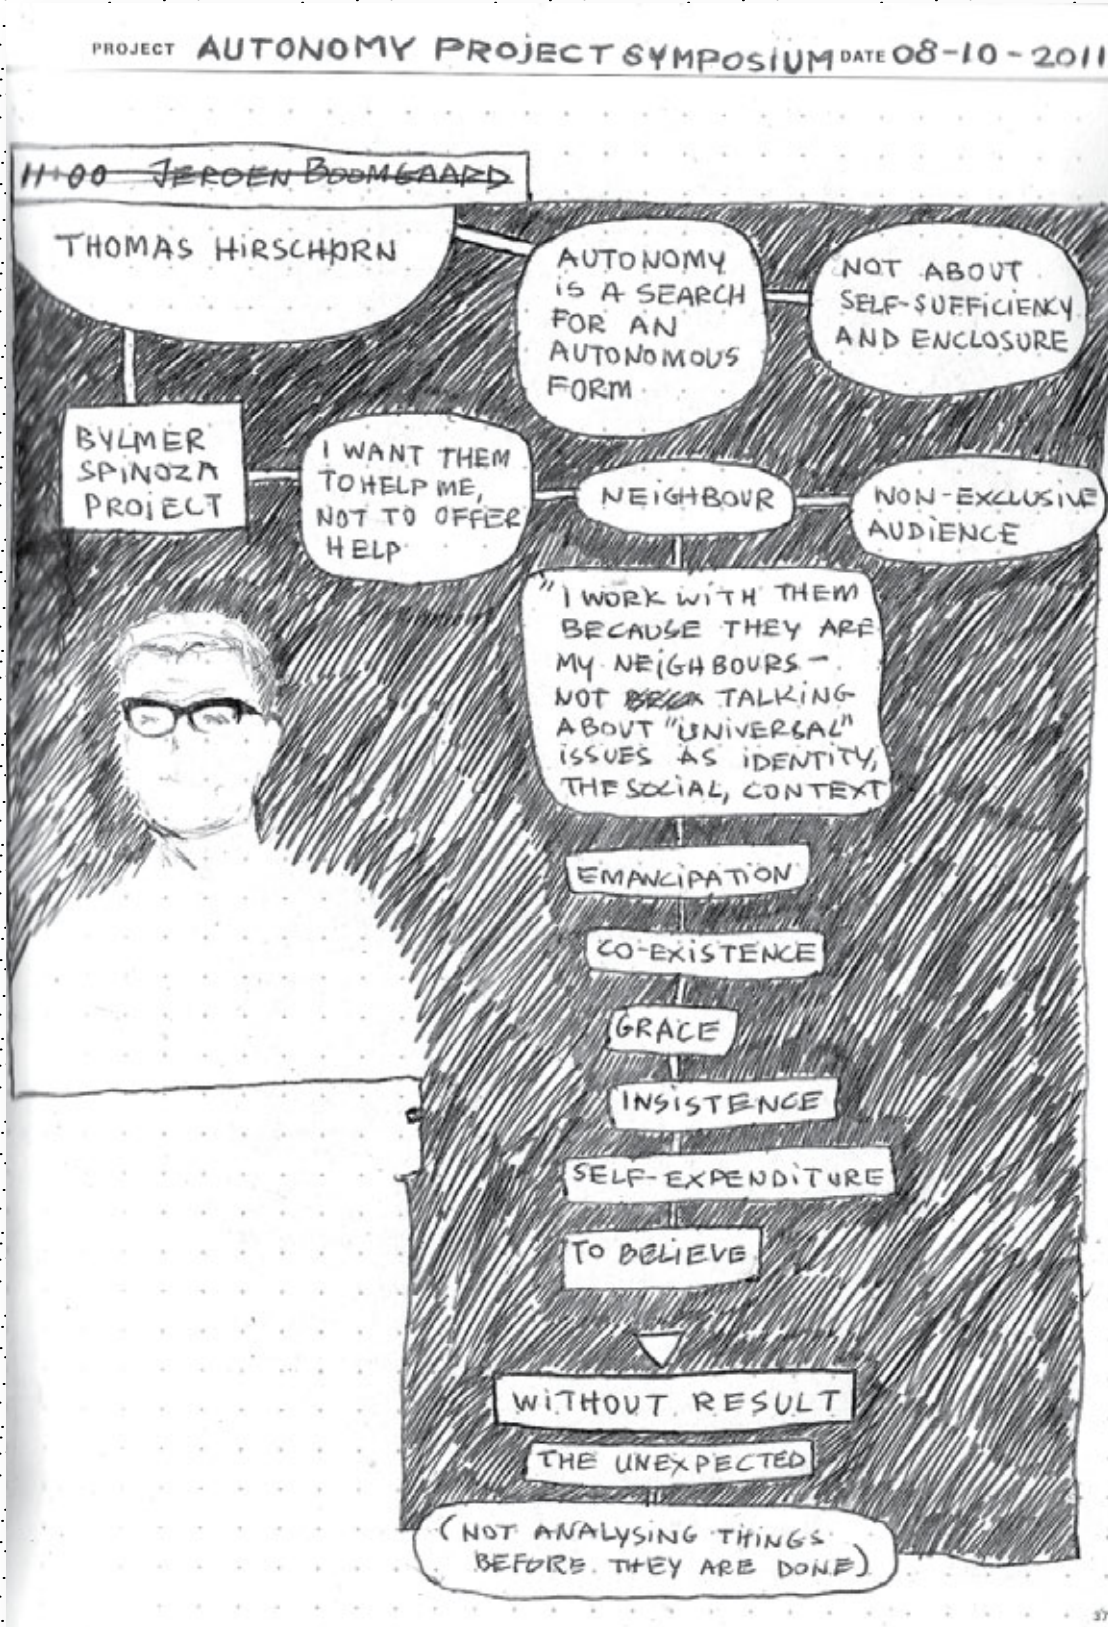 PROJECT AUTONOMY PROJECT SYMPOSIUM DATE 08-10-2011
11:00 JEROEN BOOMGAARD
THOMAS HIRSCHORN
AUTONOMY
IS A SEARCH
FOR AN
AUTONOMOUS
FORM
NOT ABOUT
SELF-SUFFICIENCY
AND ENCLOSURE
BYLMER
SPINOZA
PROJECT
I WANT THEM
TO HELP ME,
NOT TO OFFER
HELP
NEIGHBOUR
NON-EXCLUSIVE
AUDIENCE
"I WORK WITH THEM
BECAUSE THEY ARE
MY NEIGHBOURS –
NOT TALKING
ABOUT "UNIVERSAL"
ISSUES AS IDENTITY,
THE SOCIAL, CONTEXT
EMANCIPATION
CO-EXISTENCE
GRACE
INSISTENCE
SELF-EXPENDITURE
TO BELIEVE
WITHOUT RESULT
THE UNEXPECTED
(NOT ANALYSING THINGS
BEFORE THEY ARE DONE)
37